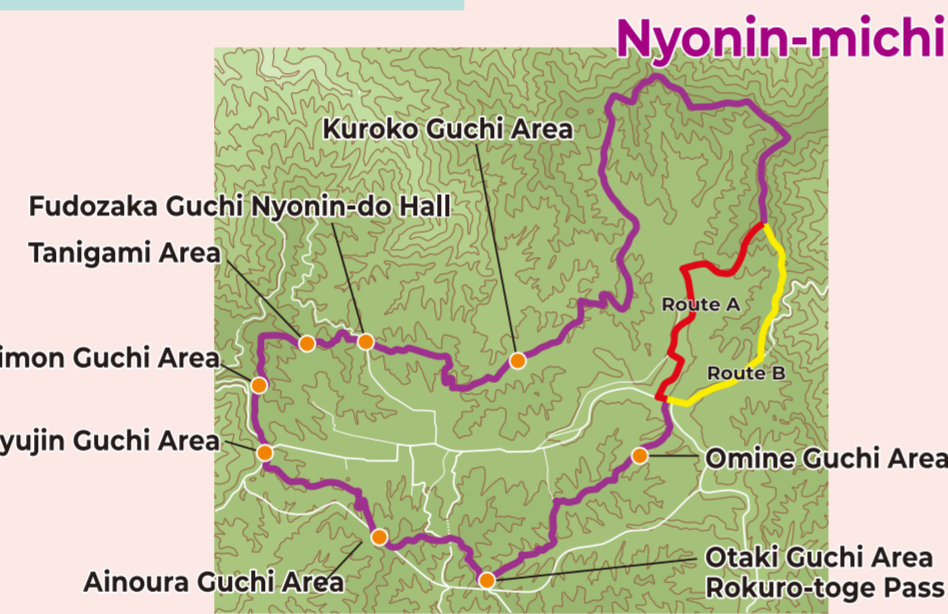 Nyonin-michi
Kuroko Guchi Area
Fudozaka Guchi Nyonin-do Hall
Tanigami Area
Route A
imon Guchi Area
Route B
yujin Guchi Area
Omine Guchi Area
Otaki Guchi Area
Rokuro-toge Pass
Ainoura Guchi Area